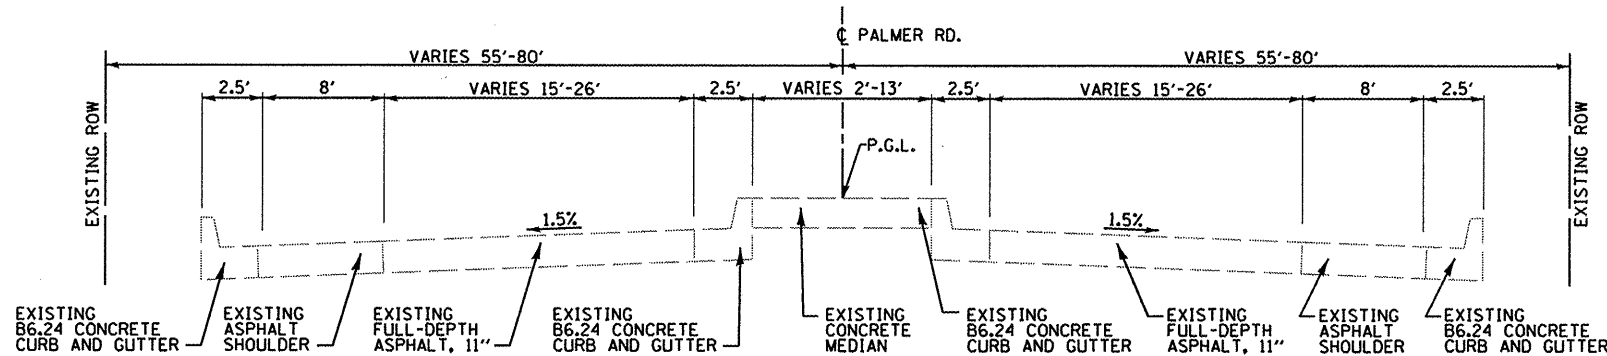 ℄ PALMER RD.
VARIES 55'-80'
VARIES 55'-80'
2.5'
8'
VARIES 15'-26'
2.5'
VARIES 2'-13'
2.5'
VARIES 15'-26'
8'
2.5'
EXISTING ROW
EXISTING ROW
P.G.L.
1.5%
1.5%
EXISTING
B6.24 CONCRETE
CURB AND GUTTER
EXISTING
ASPHALT
SHOULDER
EXISTING
FULL-DEPTH
ASPHALT, 11"
EXISTING
B6.24 CONCRETE
CURB AND GUTTER
EXISTING
CONCRETE
MEDIAN
EXISTING
B6.24 CONCRETE
CURB AND GUTTER
EXISTING
FULL-DEPTH
ASPHALT, 11"
EXISTING
ASPHALT
SHOULDER
EXISTING
B6.24 CONCRETE
CURB AND GUTTER